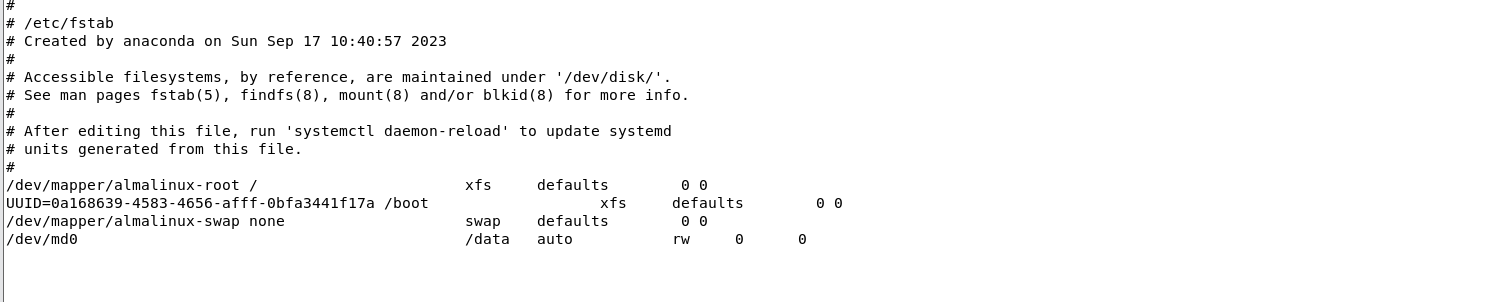 #
# /etc/fstab
# Created by anaconda on Sun Sep 17 10:40:57 2023
#
# Accessible filesystems, by reference, are maintained under '/dev/disk/'.
# See man pages fstab(5), findfs(8), mount(8) and/or blkid(8) for more info.
#
# After editing this file, run 'systemctl daemon-reload' to update systemd
# units generated from this file.
#
/dev/mapper/almalinux-root /                       xfs     defaults        0 0
UUID=0a168639-4583-4656-afff-0bfa3441f17a /boot                   xfs     defaults        0 0
/dev/mapper/almalinux-swap none                    swap    defaults        0 0
/dev/md0                                           /data   auto           rw     0      0